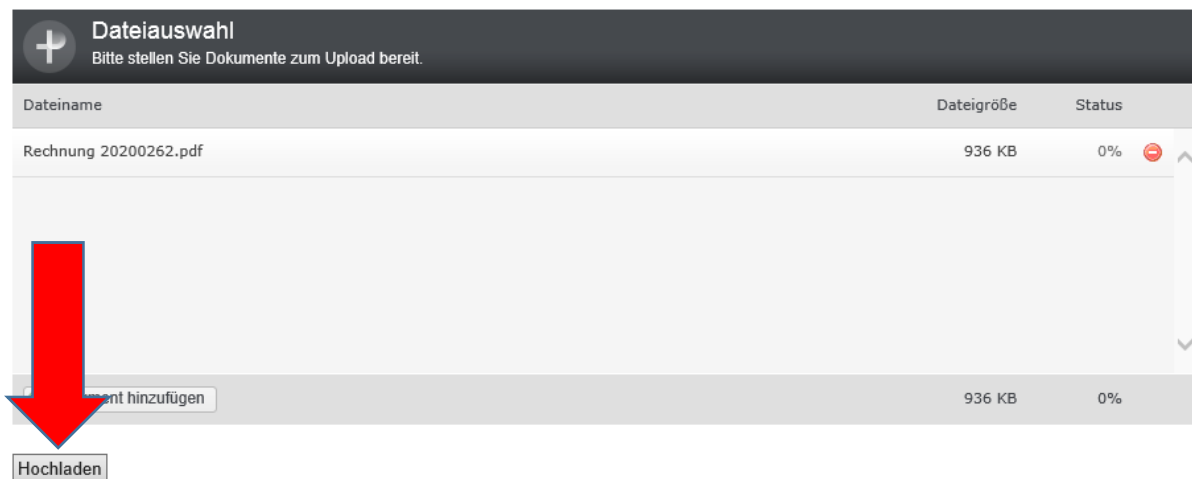 Dateiauswahl
Bitte stellen Sie Dokumente zum Upload bereit.
Dateiname Dateigröße Status
Rechnung 20200262.pdf 936 KB 0%
hinzufügen 936 KB 0%
Hochladen